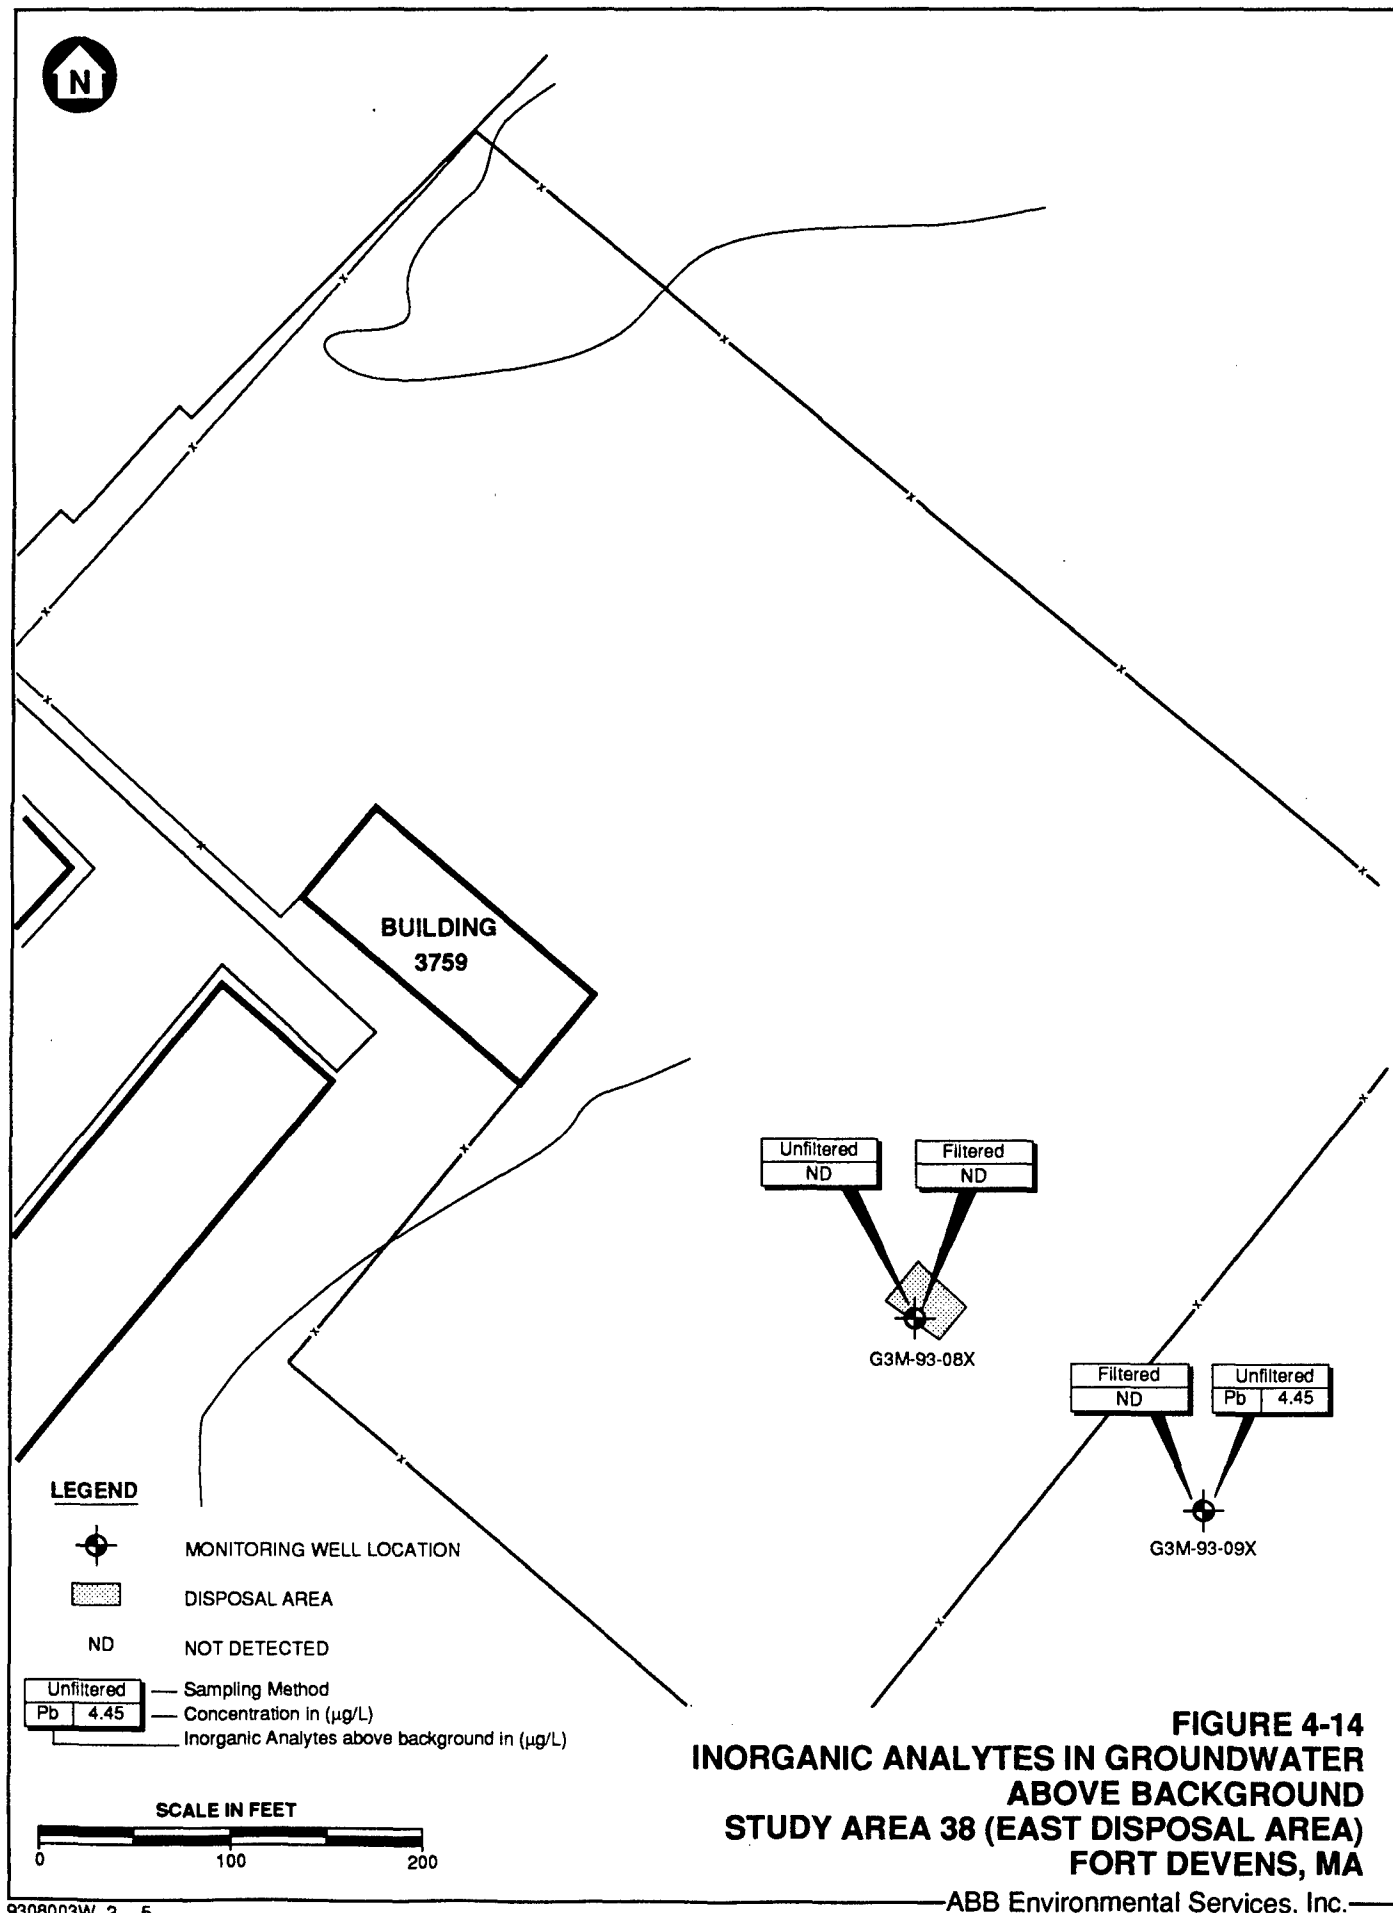 N
BUILDING
3759
Unfiltered
ND
Filtered
ND
G3M-93-08X
Filtered
ND
Unfiltered
Pb 4.45
G3M-93-09X
LEGEND
MONITORING WELL LOCATION
DISPOSAL AREA
ND NOT DETECTED
Unfiltered Sampling Method
Pb 4.45 Concentration in (µg/L)
Inorganic Analytes above background in (µg/L)
SCALE IN FEET
0 100 200
FIGURE 4-14
INORGANIC ANALYTES IN GROUNDWATER
ABOVE BACKGROUND
STUDY AREA 38 (EAST DISPOSAL AREA)
FORT DEVENS, MA
ABB Environmental Services, Inc.
9308003W